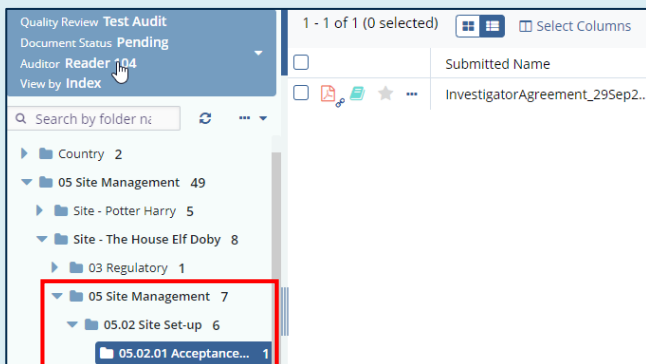 Quality Review Test Audit
Document Status Pending
Auditor Reader 104
View by Index
Search by folder na
Country 2
05 Site Management 49
Site - Potter Harry 5
Site - The House Elf Doby 8
03 Regulatory 1
05 Site Management 7
05.02 Site Set-up 6
05.02.01 Acceptance... 1
1 - 1 of 1 (0 selected)
Select Columns
Submitted Name
InvestigatorAgreement_29Sep2...